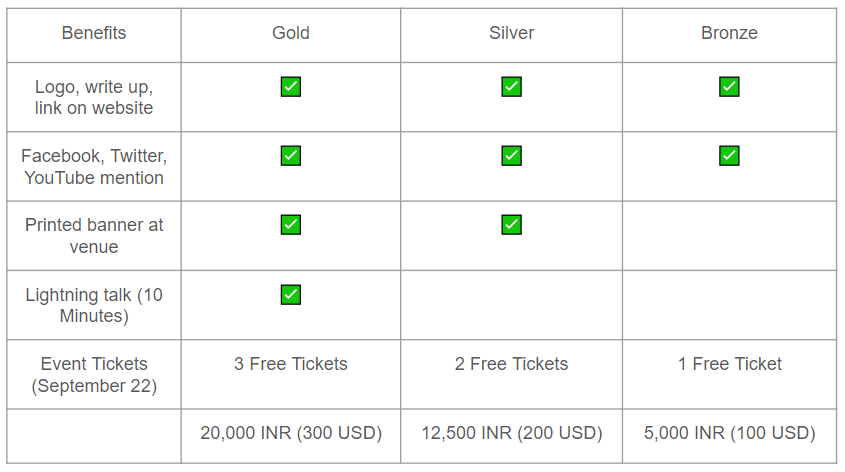 Benefits Gold Silver Bronze
Logo, write up,
link on website
✅ ✅ ✅
Facebook, Twitter,
YouTube mention
✅ ✅ ✅
Printed banner at
venue
✅ ✅
Lightning talk (10
Minutes)
✅
Event Tickets
(September 22)
3 Free Tickets 2 Free Tickets 1 Free Ticket
20,000 INR (300 USD) 12,500 INR (200 USD) 5,000 INR (100 USD)